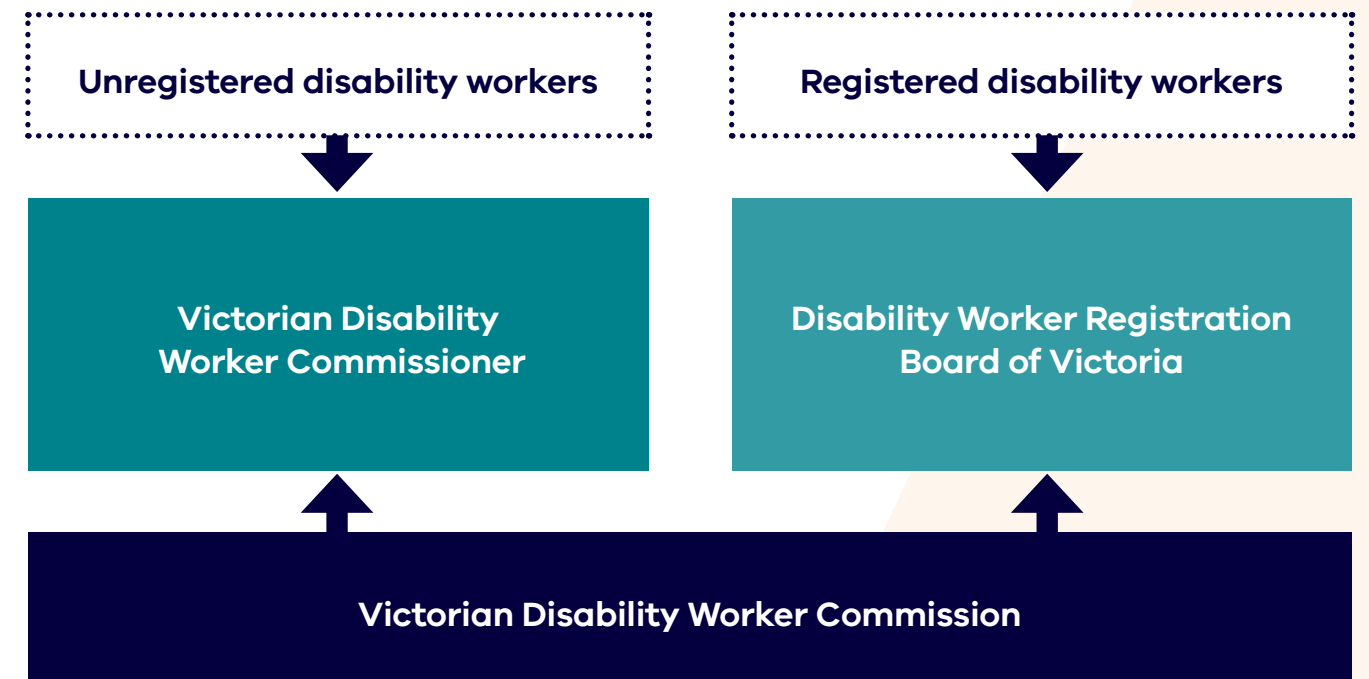 Unregistered disability workers
Registered disability workers
Victorian Disability
Worker Commissioner
Disability Worker Registration
Board of Victoria
Victorian Disability Worker Commission